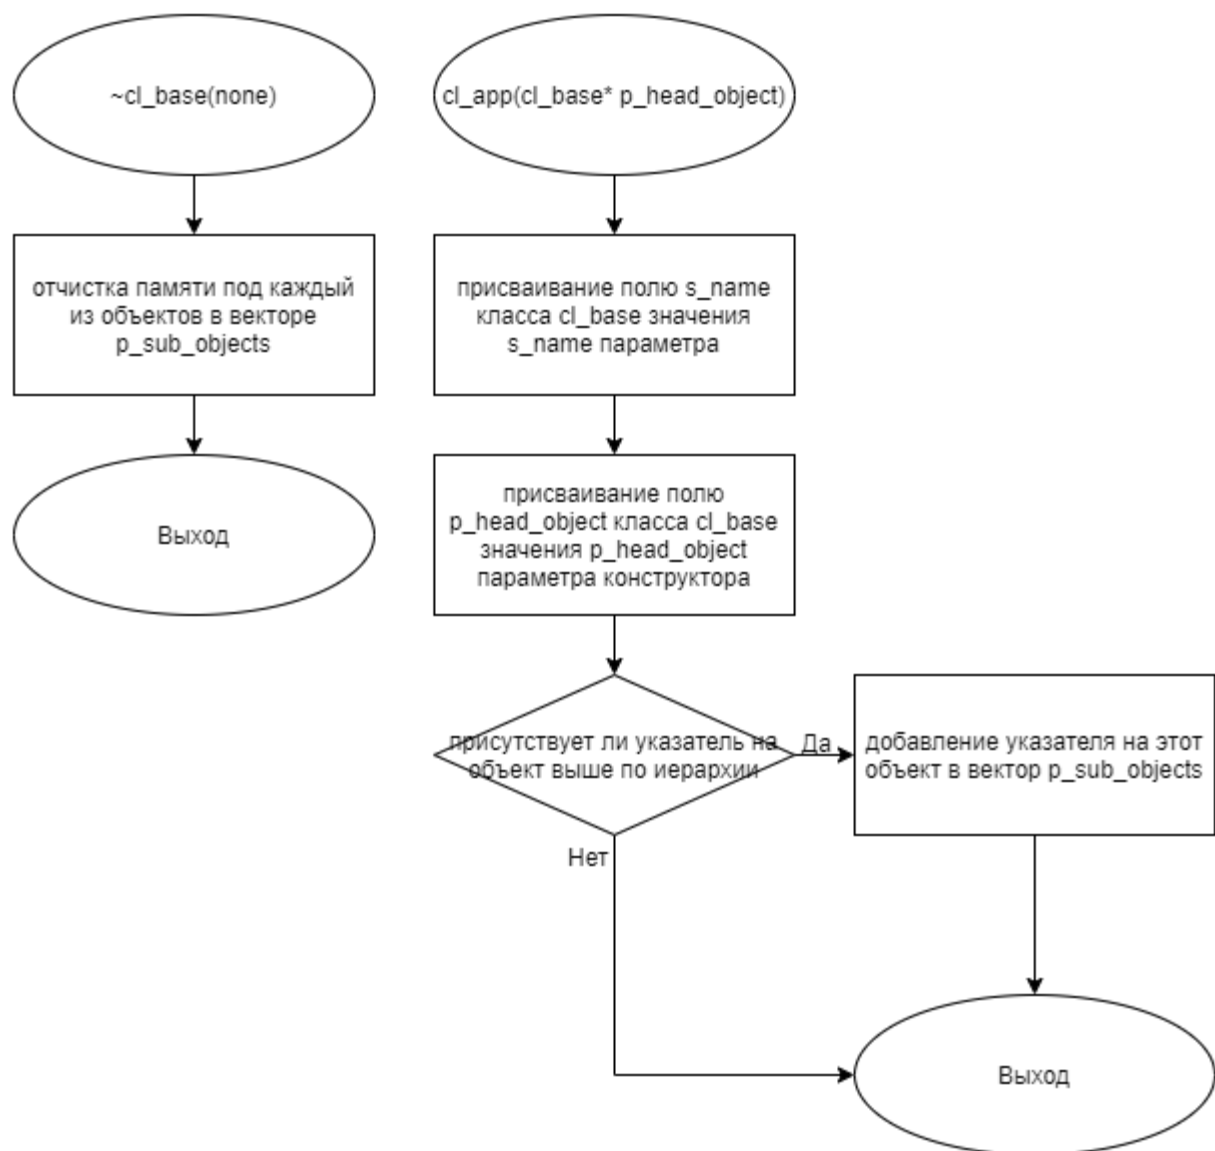 ~cl_base(none)
отчистка памяти под каждый
из объектов в векторе
p_sub_objects
Выход
cl_app(cl_base* p_head_object)
присваивание полю s_name
класса cl_base значения
s_name параметра
присваивание полю
p_head_object класса cl_base
значения p_head_object
параметра конструктора
присутствует ли указатель на
объект выше по иерархии
Да
добавление указателя на этот
объект в вектор p_sub_objects
Нет
Выход